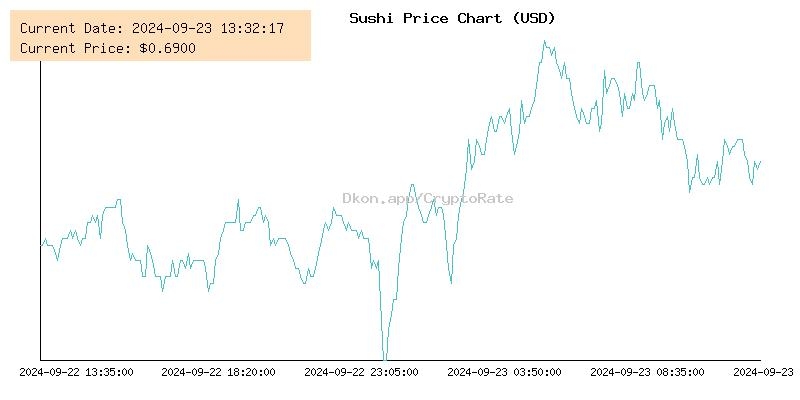 Sushi Price Chart (USD)
Current Date: 2024-09-23 13:32:17
Current Price: $0.6900
Dkon.app/CryptoRate
2024-09-22 13:35:00 2024-09-22 18:20:00 2024-09-22 23:05:00 2024-09-23 03:50:00 2024-09-23 08:35:00 2024-09-23